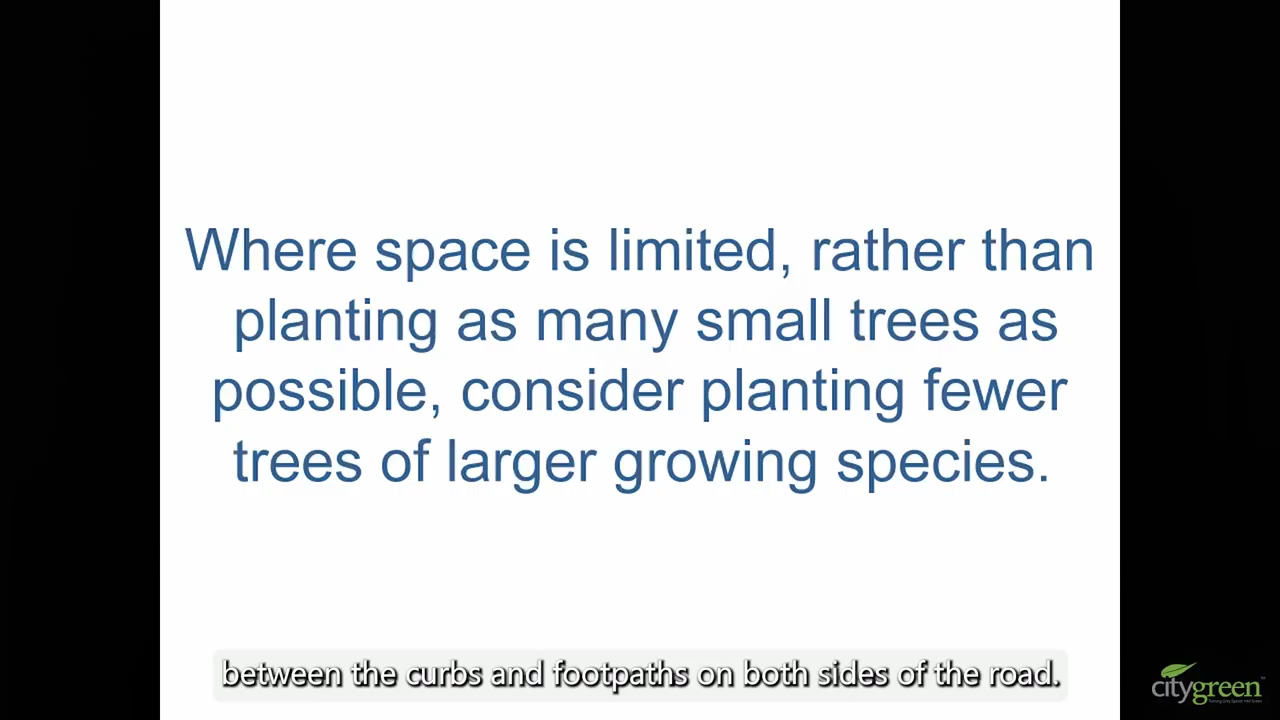 Where space is limited, rather than
planting as many small trees as
possible, consider planting fewer
trees of larger growing species.
between the curbs and footpaths on both sides of the road.
citygreen